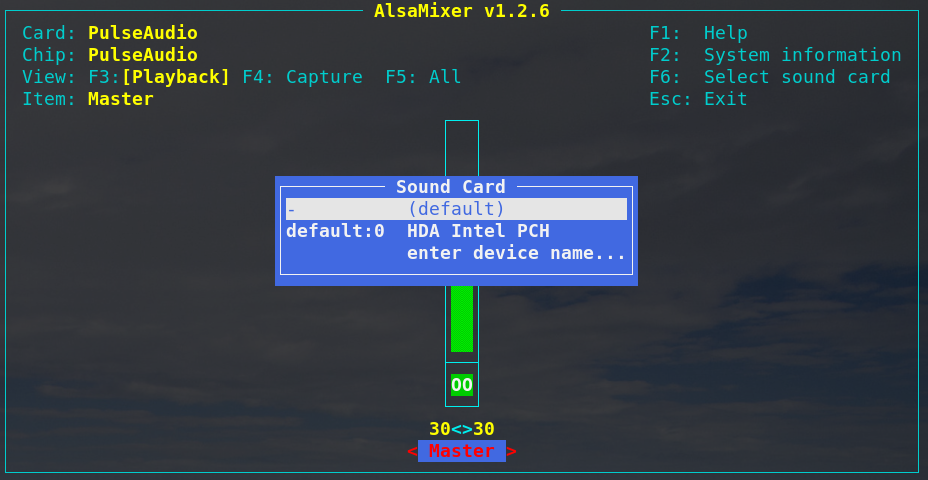 AlsaMixer v1.2.6
Card: PulseAudio F1: Help
Chip: PulseAudio F2: System information
View: F3:[Playback] F4: Capture F5: All F6: Select sound card
Item: Master Esc: Exit
Sound Card
- (default)
default:0 HDA Intel PCH
enter device name...
OO
30<>30
< Master >